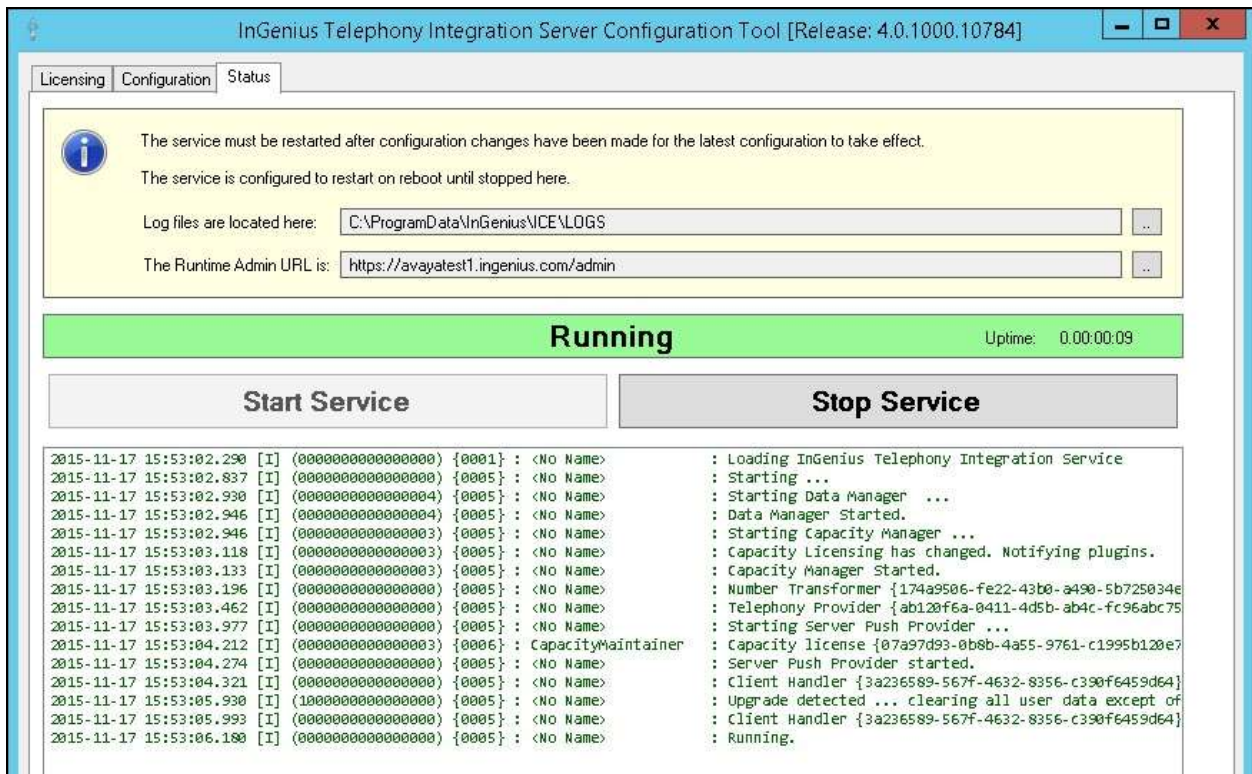 InGenius Telephony Integration Server Configuration Tool [Release: 4.0.1000.10784]
Licensing Configuration Status
The service must be restarted after configuration changes have been made for the latest configuration to take effect.
The service is configured to restart on reboot until stopped here.
Log files are located here: C:\ProgramData\InGenius\ICE\LOGS ..
The Runtime Admin URL is: https://avayatest1.ingenius.com/admin ..
Running Uptime: 0.00:00:09
Start Service Stop Service
2015-11-17 15:53:02.290 [I] (0000000000000000) {0001} : <No Name> : Loading InGenius Telephony Integration Service
2015-11-17 15:53:02.837 [I] (0000000000000000) {0005} : <No Name> : Starting ...
2015-11-17 15:53:02.930 [I] (0000000000000004) {0005} : <No Name> : Starting Data Manager ...
2015-11-17 15:53:02.946 [I] (0000000000000004) {0005} : <No Name> : Data Manager Started.
2015-11-17 15:53:02.946 [I] (0000000000000003) {0005} : <No Name> : Starting Capacity Manager ...
2015-11-17 15:53:03.118 [I] (0000000000000003) {0005} : <No Name> : Capacity Licensing has changed. Notifying plugins.
2015-11-17 15:53:03.133 [I] (0000000000000003) {0005} : <No Name> : Capacity Manager Started.
2015-11-17 15:53:03.196 [I] (0000000000000000) {0005} : <No Name> : Number Transformer {174a9506-fe22-43b0-a490-5b725034e
2015-11-17 15:53:03.462 [I] (0000000000000000) {0005} : <No Name> : Telephony Provider {ab120f6a-0411-4d5b-ab4c-fc96abc75
2015-11-17 15:53:03.977 [I] (0000000000000000) {0005} : <No Name> : Starting Server Push Provider ...
2015-11-17 15:53:04.212 [I] (0000000000000003) {0006} : CapacityMaintainer : Capacity license {07a97d93-0b8b-4a55-9761-c1995b120e7
2015-11-17 15:53:04.274 [I] (0000000000000000) {0005} : <No Name> : Server Push Provider started.
2015-11-17 15:53:04.321 [I] (0000000000000000) {0005} : <No Name> : Client Handler {3a236589-567f-4632-8356-c390f6459d64}
2015-11-17 15:53:05.930 [I] (1000000000000000) {0005} : <No Name> : Upgrade detected ... clearing all user data except of
2015-11-17 15:53:05.993 [I] (0000000000000000) {0005} : <No Name> : Client Handler {3a236589-567f-4632-8356-c390f6459d64}
2015-11-17 15:53:06.180 [I] (0000000000000000) {0005} : <No Name> : Running.